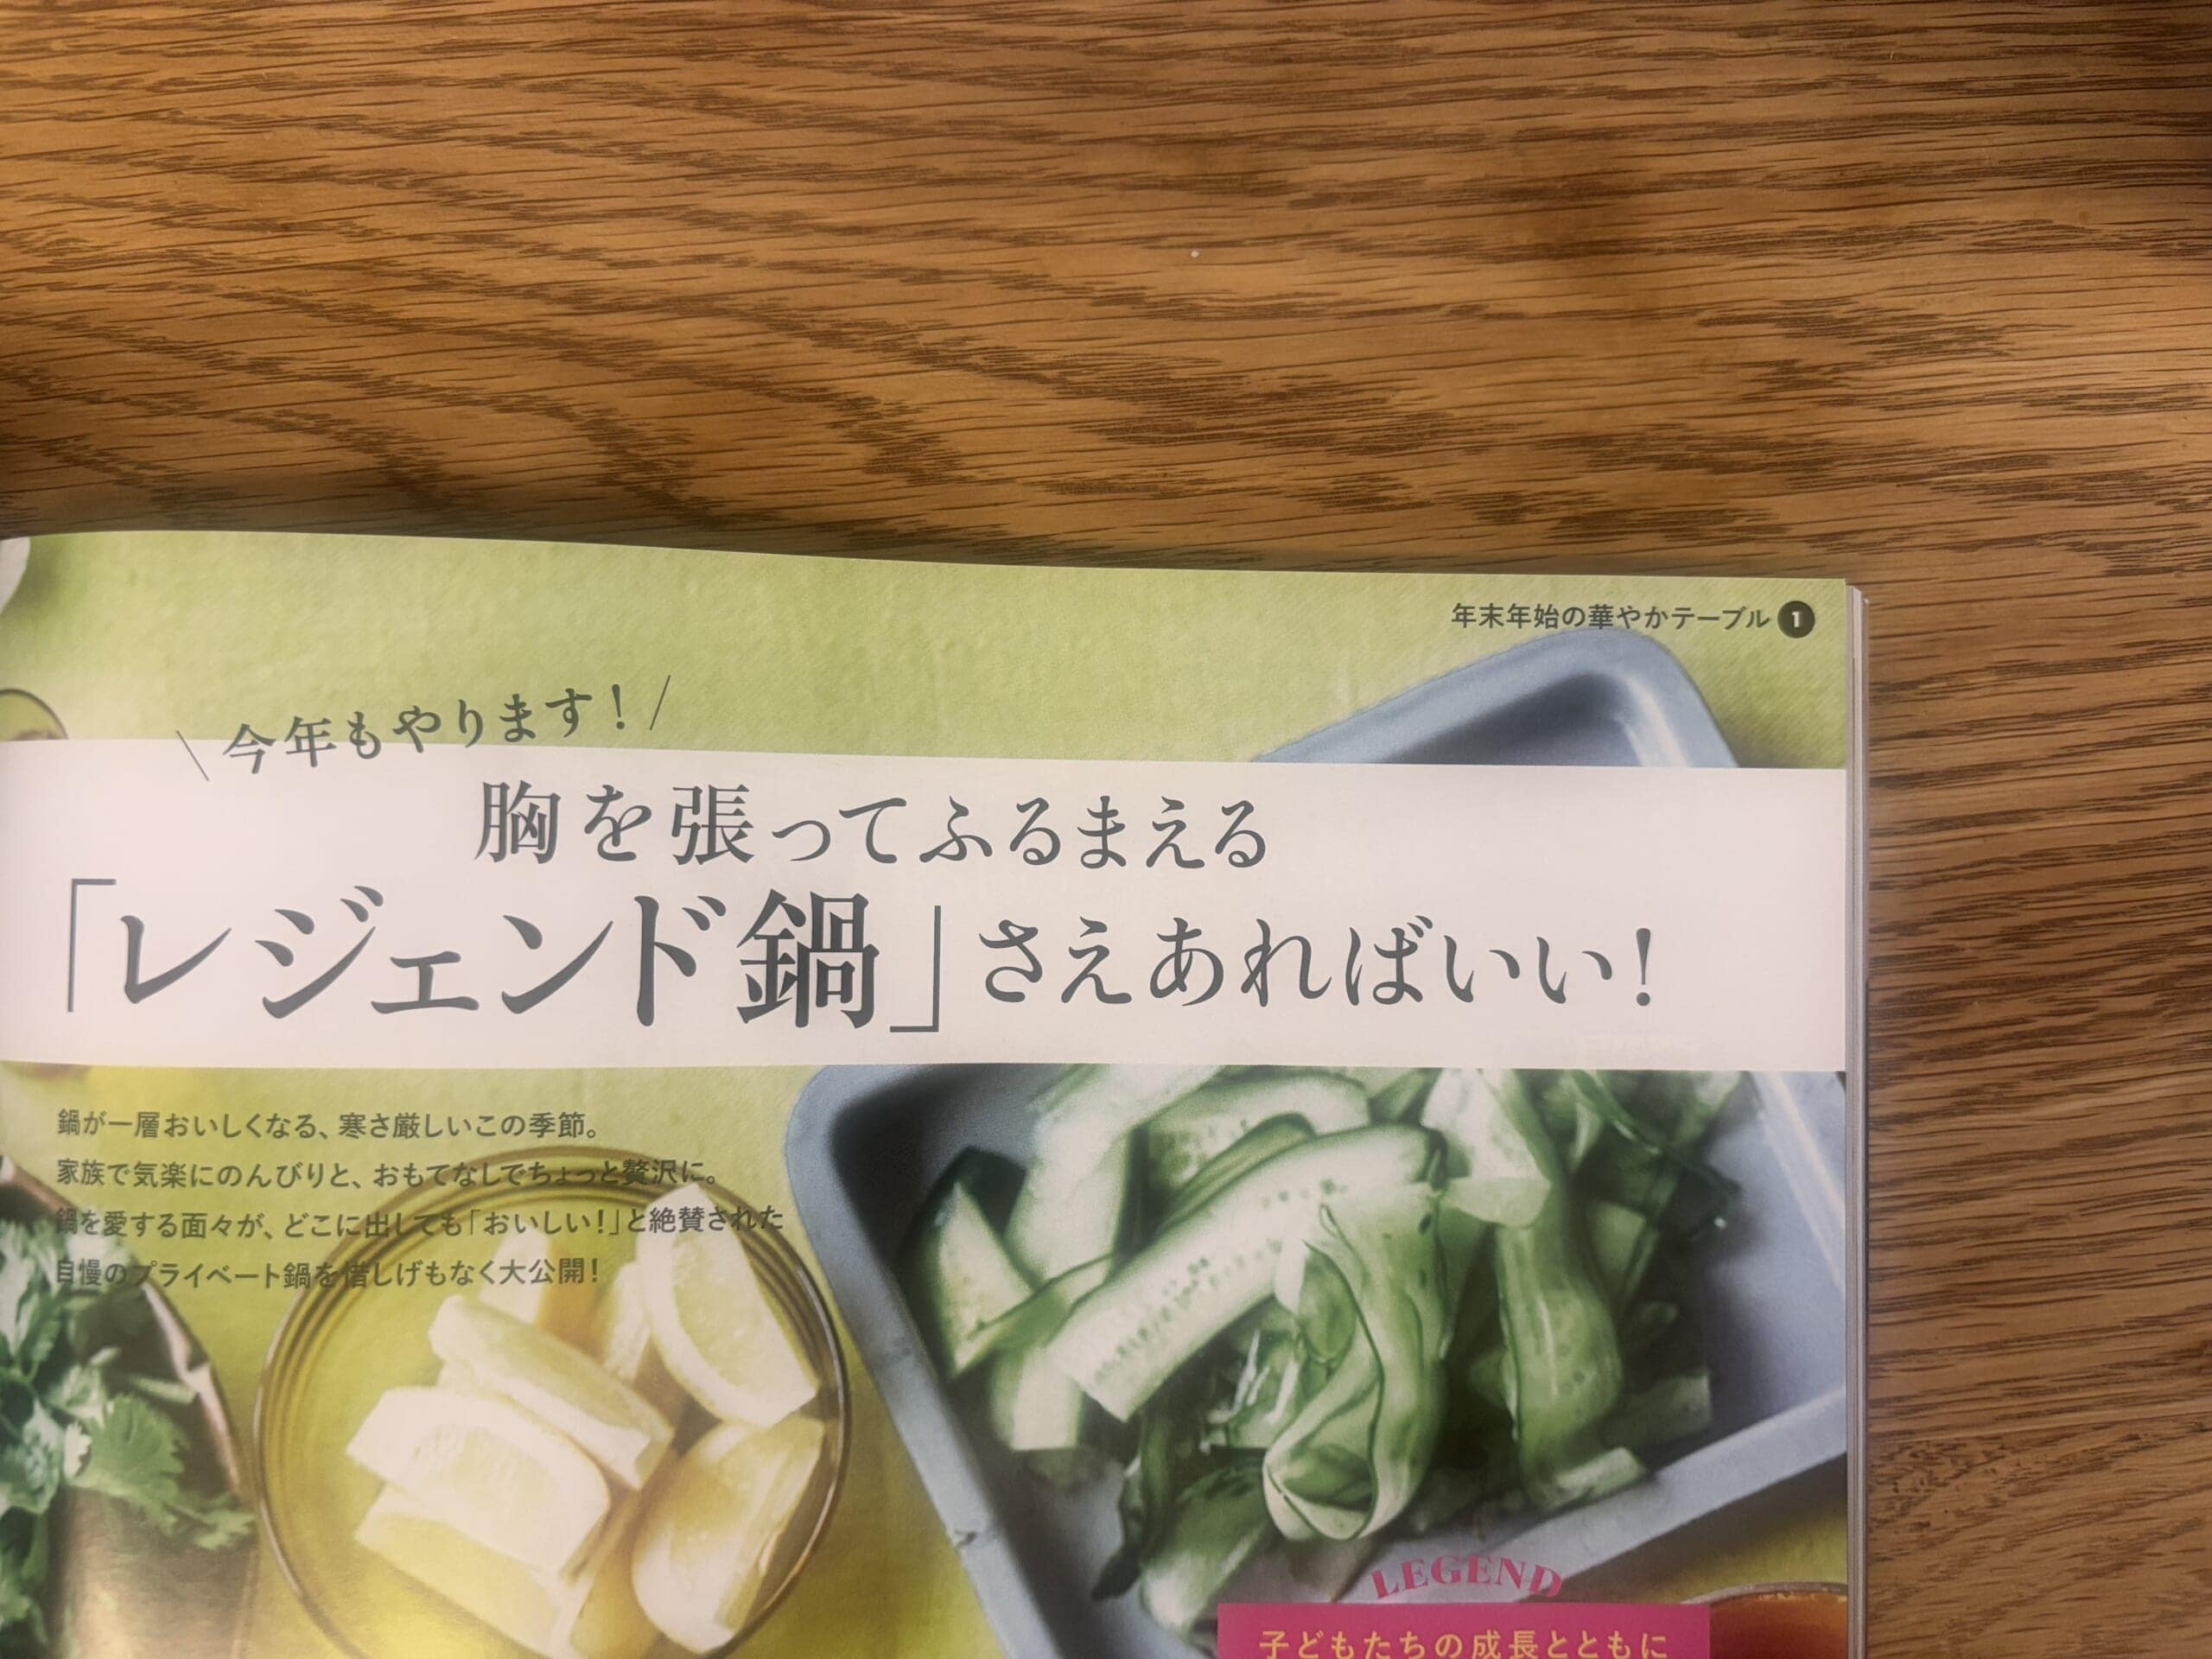 年末年始の華やかテーブル 1
\ 今年もやります！ /
胸を張ってふるまえる
「レジェンド鍋」さえあればいい！
鍋が一層おいしくなる、寒さ厳しいこの季節。
家族で気楽にのんびりと、おもてなしでちょっと贅沢に。
鍋を愛する面々が、どこに出しても「おいしい！」と絶賛された
自慢のプライベート鍋を惜しげもなく大公開！
LEGEND
子どもたちの成長とともに